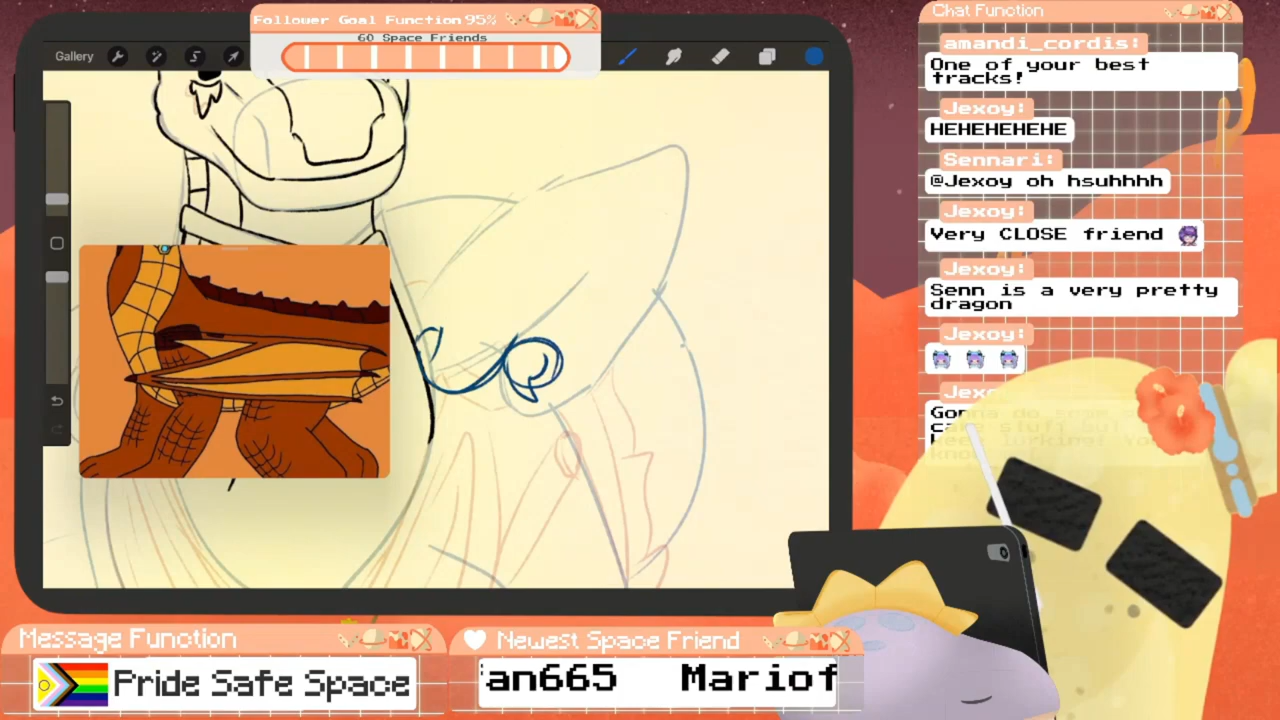 Follower Goal Function 95%
60 Space Friends
Gallery
Chat Function
amandi_cordis:
One of your best
tracks!
Jexoy:
HEHEHEHEHE
Sennari:
@Jexoy oh hsuhhhh
Jexoy:
Very CLOSE friend
Jexoy:
Senn is a very pretty
dragon
Jexoy:
Message Function
Pride Safe Space
Newest Space Friend
an665 Mariof